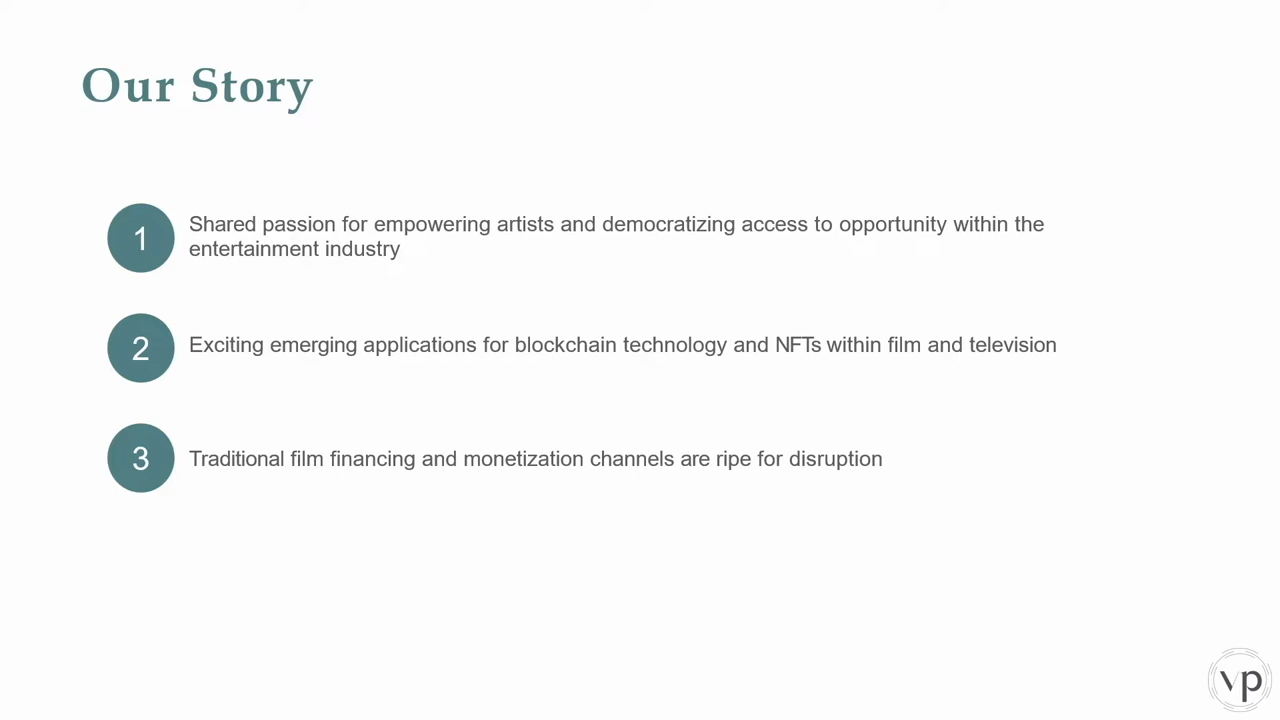 Our Story
1
Shared passion for empowering artists and democratizing access to opportunity within the
entertainment industry
2
Exciting emerging applications for blockchain technology and NFTs within film and television
3
Traditional film financing and monetization channels are ripe for disruption
vp